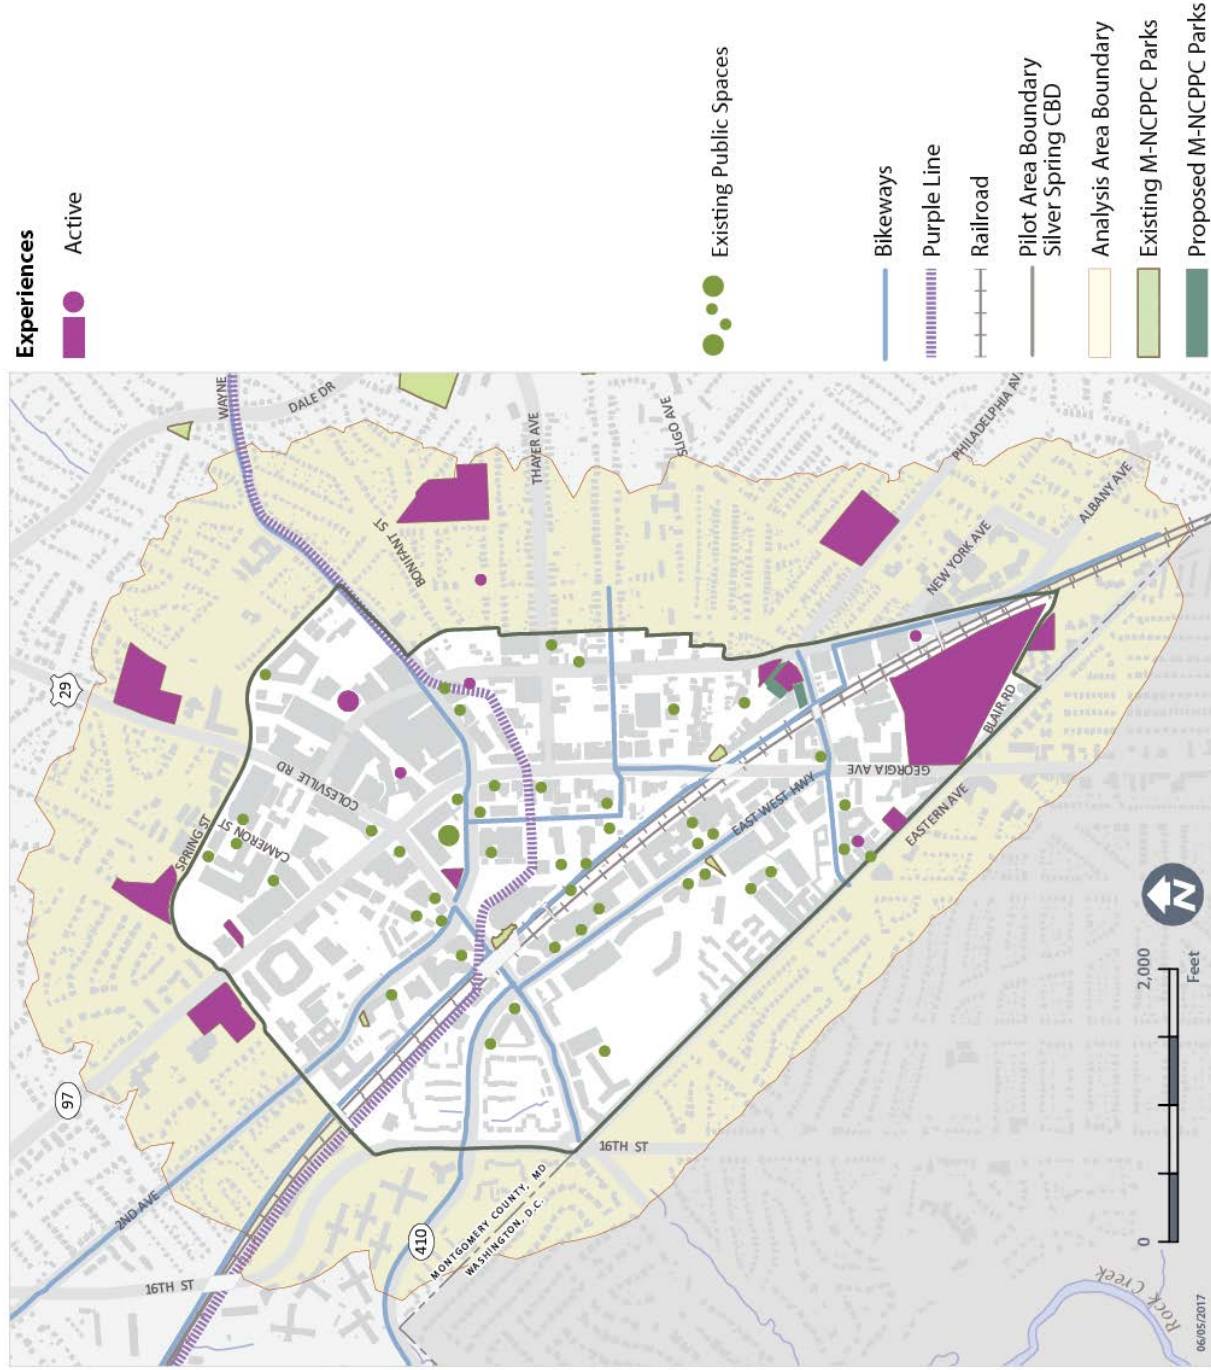 Experiences
Active
Existing Public Spaces
Bikeways
Purple Line
Railroad
Pilot Area Boundary
Silver Spring CBD
Analysis Area Boundary
Existing M-NCPPC Parks
Proposed M-NCPPC Parks
WAYNE
DALE DR
29
THAYER AVE
SLIGO AVE
PHILADELPHIA AV
BONIFANT ST
ALBANY AVE
NEW YORK AVE
COLESVILLE RD
SPRING ST
CAMERON ST
BLAIR RD
GEORGIA AVE
EAST WEST HWY
EASTERN AVE
97
2ND AVE
16TH ST
16TH ST
410
MONTGOMERY COUNTY, MD
WASHINGTON, D.C.
Rock Creek
N
0
2,000
Feet
06/05/2017